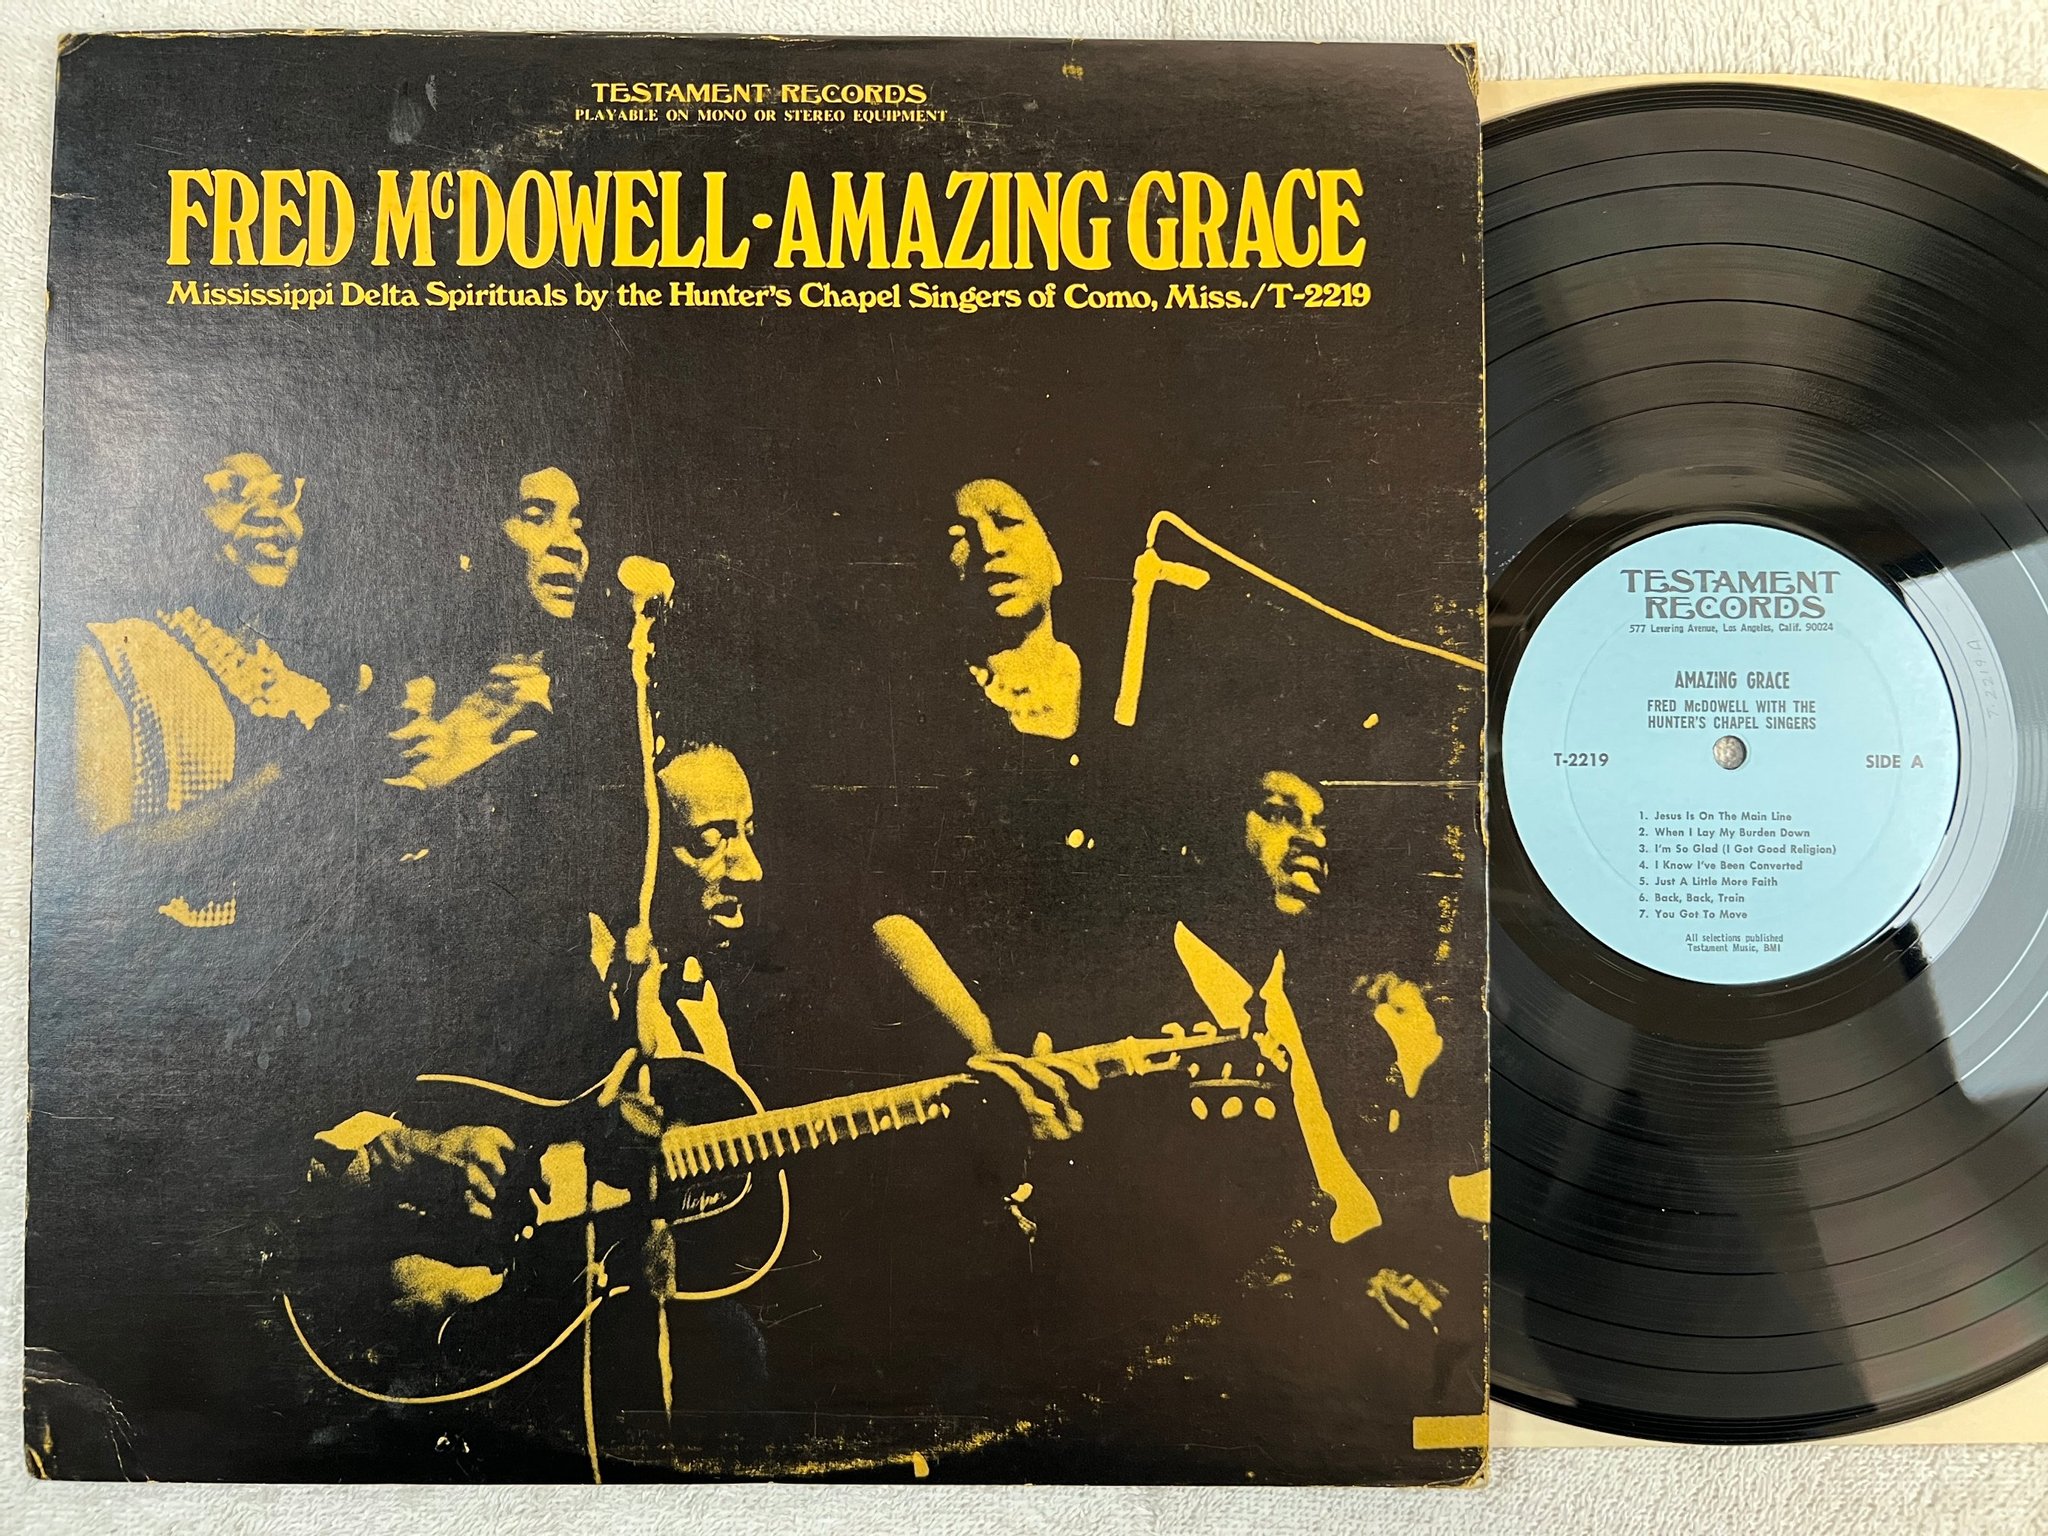 TESTAMENT RECORDS
PLAYABLE ON MONO OR STEREO EQUIPMENT
FRED McDOWELL·AMAZING GRACE
Mississippi Delta Spirituals by the Hunter's Chapel Singers of Como, Miss./T-2219
TESTAMENT
RECORDS
577 Levering Avenue, Los Angeles, Calif. 90024
AMAZING GRACE
FRED McDOWELL WITH THE
HUNTER'S CHAPEL SINGERS
T-2219 SIDE A
1. Jesus Is On The Main Line
2. When I Lay My Burden Down
3. I'm So Glad (I Got Good Religion)
4. I Know I've Been Converted
5. Just A Little More Faith
6. Back, Back, Train
7. You Got To Move
All selections published
Testament Music, BMI